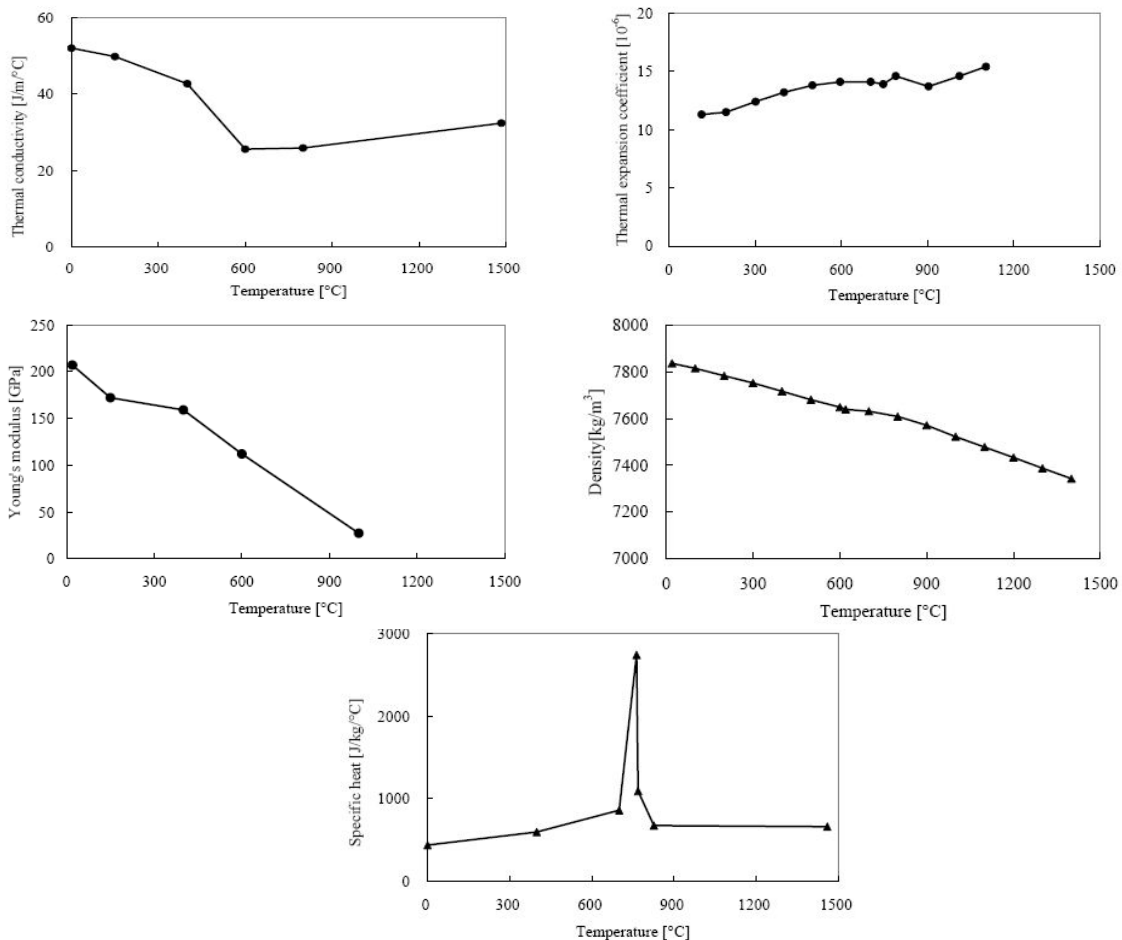 Thermal conductivity [J/m/°C]
60
40
20
0
0 300 600 900 1200 1500
Temperature [°C]
Thermal expansion coefficient [10⁻⁶]
20
15
10
5
0
0 300 600 900 1200 1500
Temperature [°C]
Young's modulus [GPa]
250
200
150
100
50
0
0 300 600 900 1200 1500
Temperature [°C]
Density[kg/m³]
8000
7800
7600
7400
7200
7000
0 300 600 900 1200 1500
Temperature [°C]
Specific heat [J/kg/°C]
3000
2000
1000
0
0 300 600 900 1200 1500
Temperature [°C]